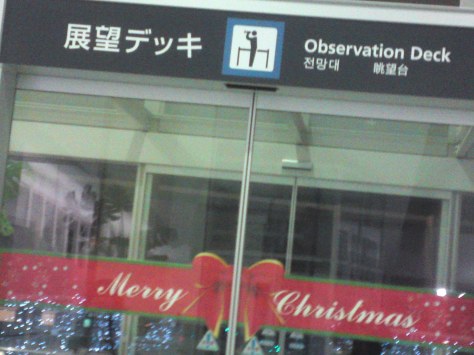 展望デッキ
Observation Deck
전망대 眺望台
Merry Christmas